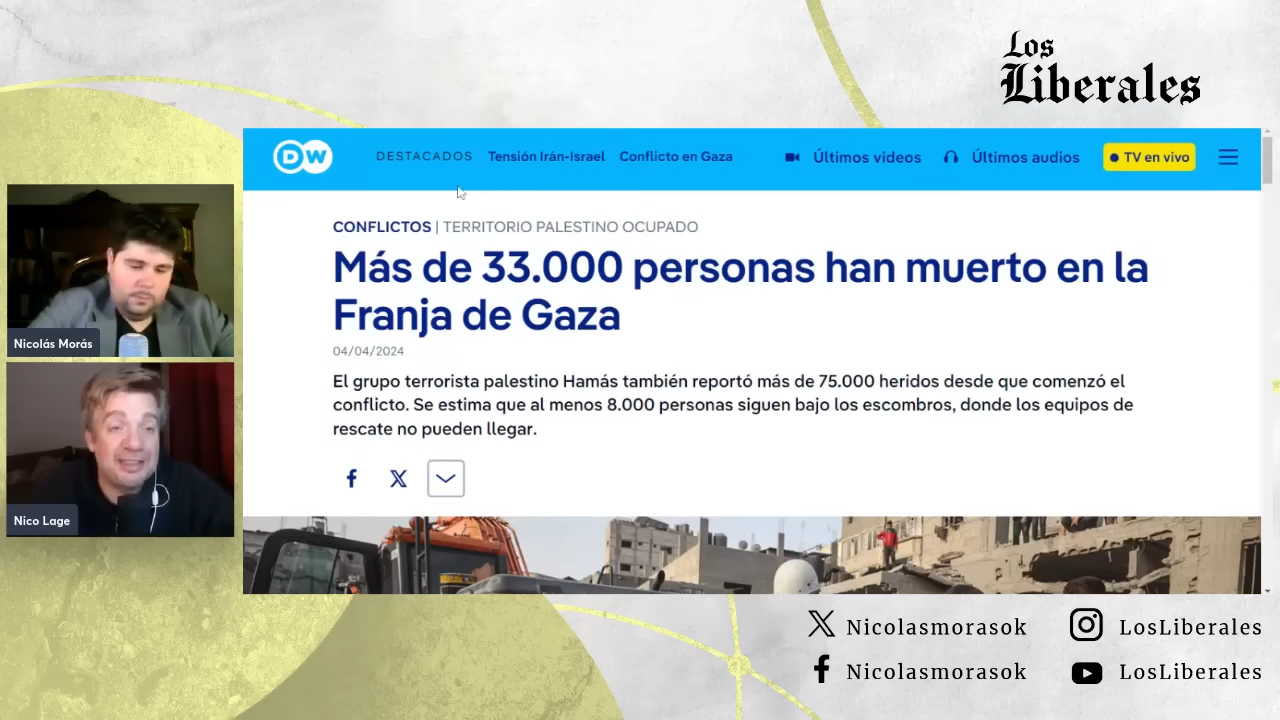 Los
Liberales
DW
DESTACADOS Tensión Irán-Israel Conflicto en Gaza Últimos videos Últimos audios TV en vivo
CONFLICTOS | TERRITORIO PALESTINO OCUPADO
Más de 33.000 personas han muerto en la
Franja de Gaza
04/04/2024
El grupo terrorista palestino Hamás también reportó más de 75.000 heridos desde que comenzó el
conflicto. Se estima que al menos 8.000 personas siguen bajo los escombros, donde los equipos de
rescate no pueden llegar.
Nicolás Morás
Nico Lage
Nicolasmorasok LosLiberales
Nicolasmorasok LosLiberales